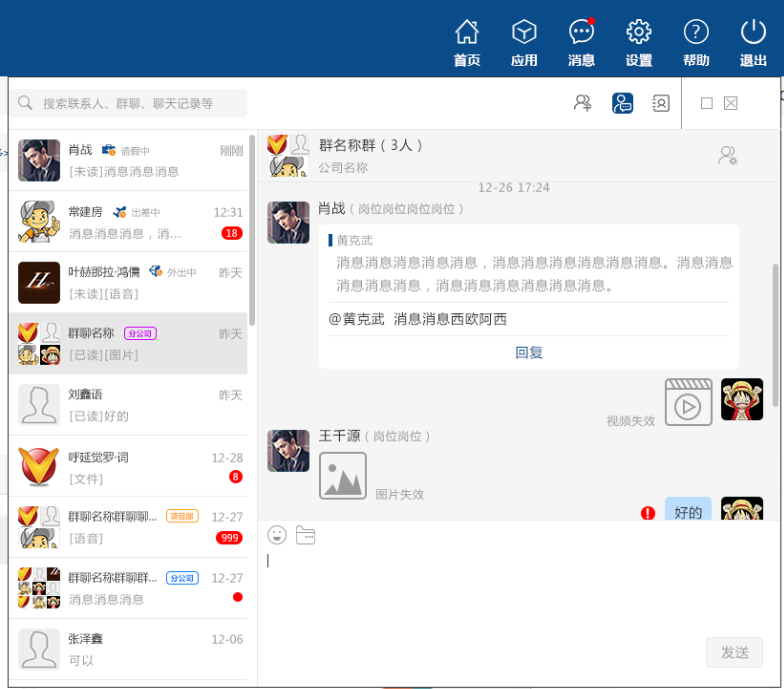 首页 应用 消息 设置 帮助 退出
搜索联系人、群聊、聊天记录等
肖战 请假中 刚刚
[未读]消息消息消息
常建房 出差中 12:31
消息消息消息，消... 18
叶赫那拉·鸿儒 外出中 昨天
[未读][语音]
群聊名称 分公司 昨天
[已读][图片]
刘鑫语 昨天
[已读]好的
呼延觉罗·词 12-28
[文件] 8
群聊名称群聊聊... 项目部 12-27
[语音] 999
群聊名称群聊群... 分公司 12-27
消息消息消息
张泽鑫 12-06
可以
群名称群（3人）
公司名称
12-26 17:24
肖战（岗位岗位岗位岗位）
黄克武
消息消息消息消息消息，消息消息消息消息消息消息。消息消息
消息消息消息，消息消息消息消息消息消息。
@黄克武 消息消息西欧阿西
回复
视频失效
王千源（岗位岗位）
图片失效
! 好的
发送